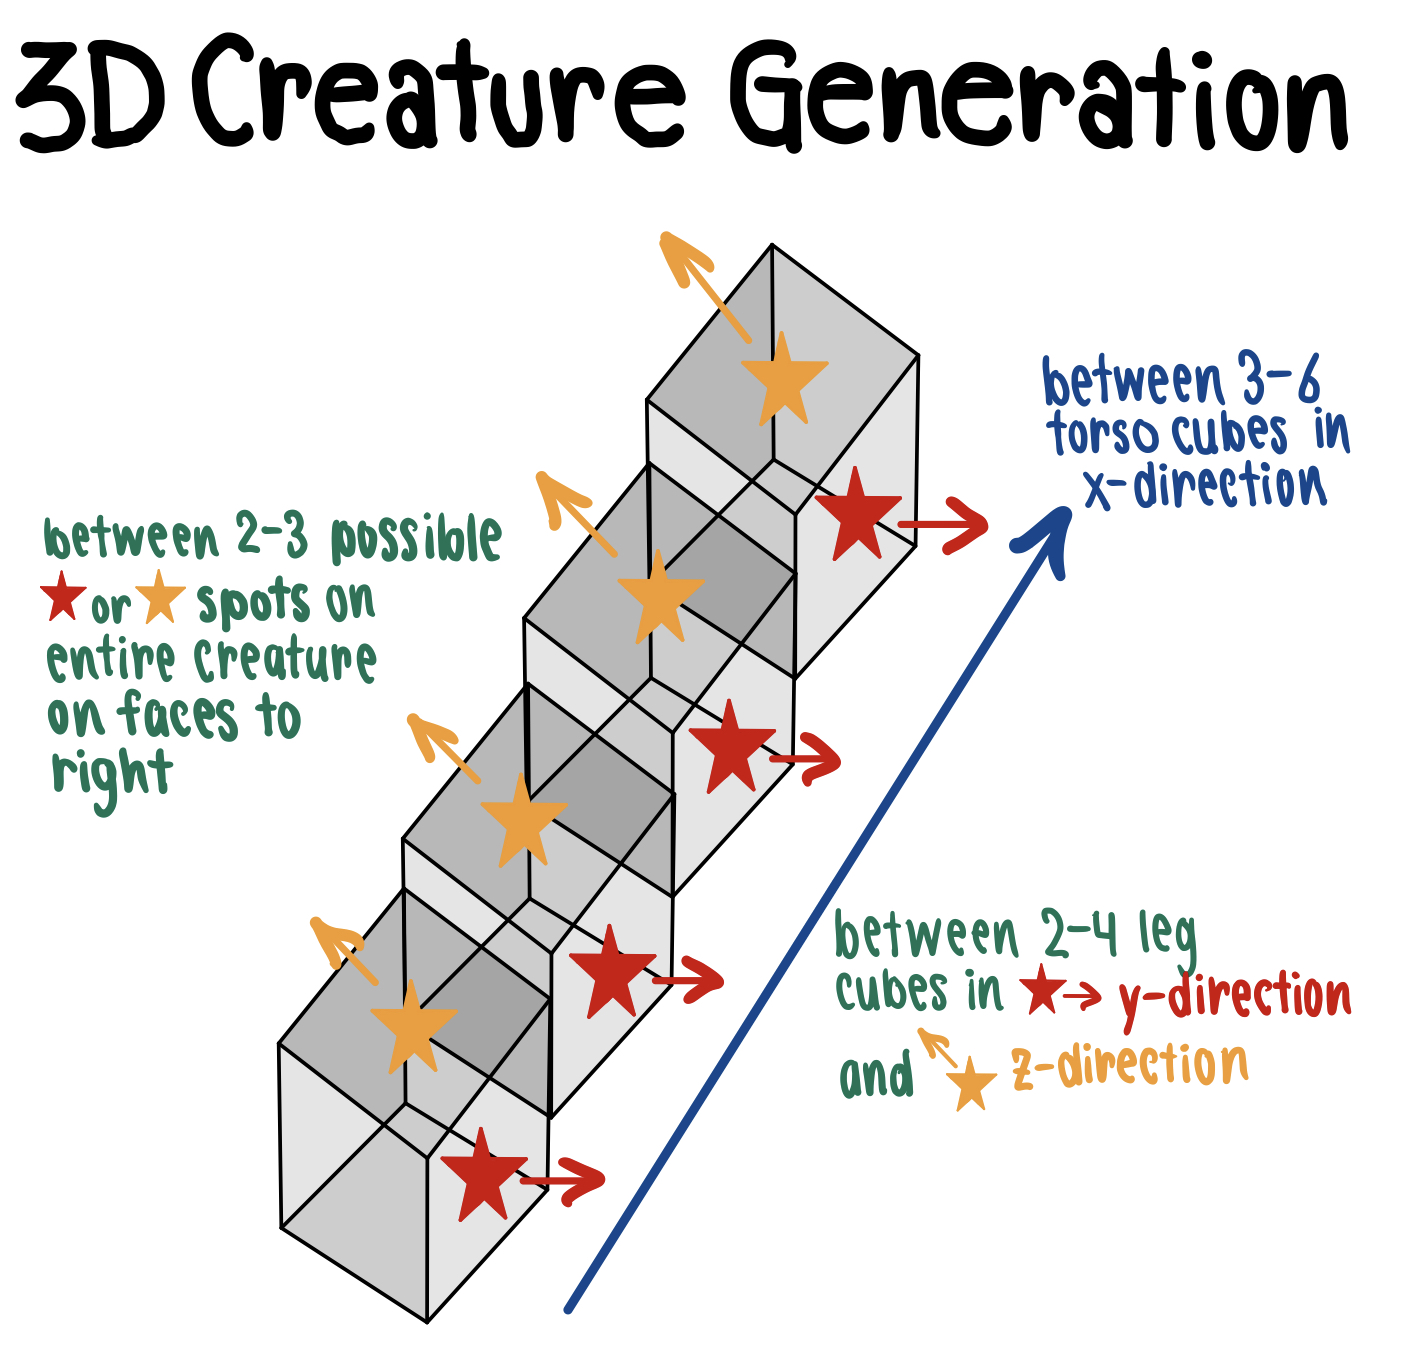 3D Creature Generation
between 3-6
torso cubes in
x-direction
between 2-3 possible
or spots on
entire creature
on faces to
right
between 2-4 leg
cubes in y-direction
and z-direction